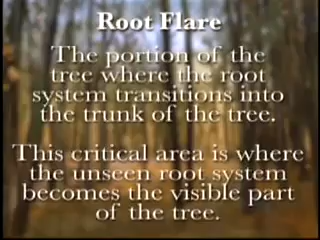 Root Flare
The portion of the
tree where the root
system transitions into
the trunk of the tree.
This critical area is where
the unseen root system
becomes the visible part
of the tree.